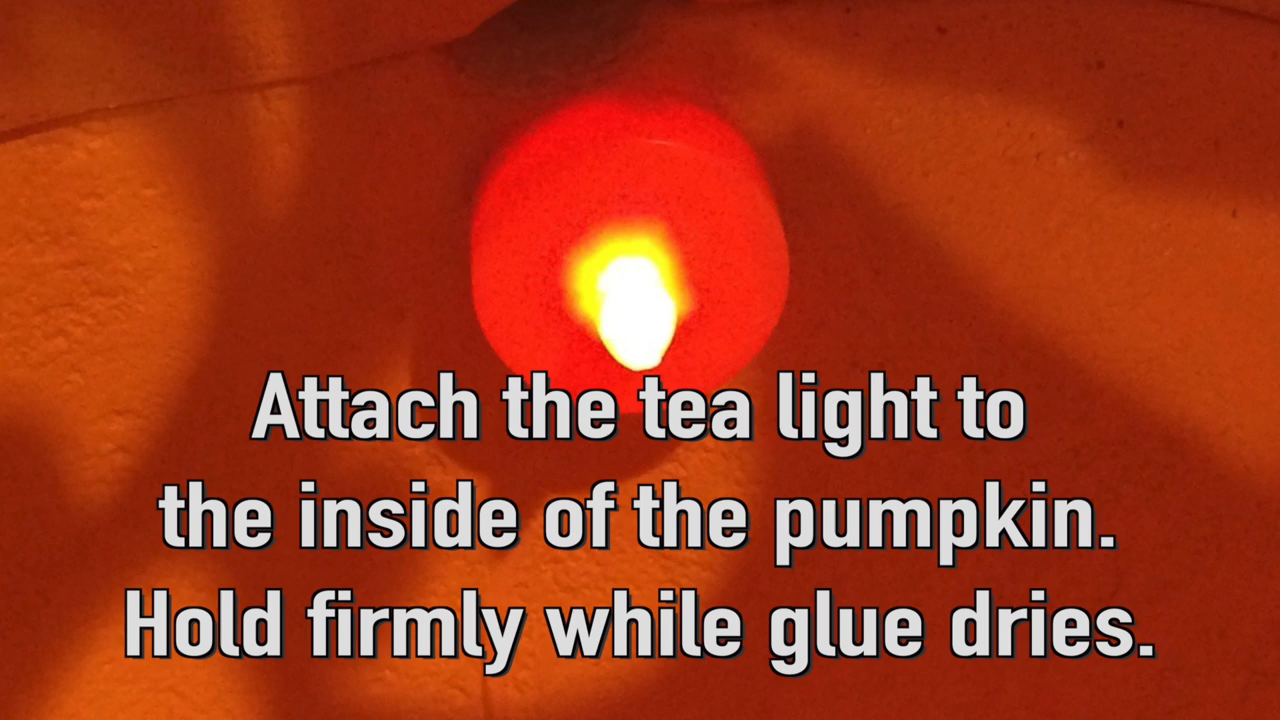 Attach the tea light to
the inside of the pumpkin.
Hold firmly while glue dries.